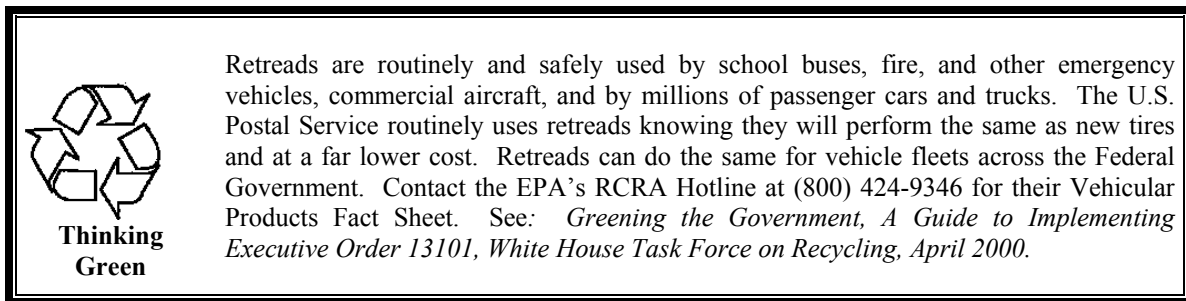 Retreads are routinely and safely used by school buses, fire, and other emergency
vehicles, commercial aircraft, and by millions of passenger cars and trucks. The U.S.
Postal Service routinely uses retreads knowing they will perform the same as new tires
and at a far lower cost. Retreads can do the same for vehicle fleets across the Federal
Government. Contact the EPA’s RCRA Hotline at (800) 424-9346 for their Vehicular
Products Fact Sheet. See: Greening the Government, A Guide to Implementing
Executive Order 13101, White House Task Force on Recycling, April 2000.
Thinking
Green